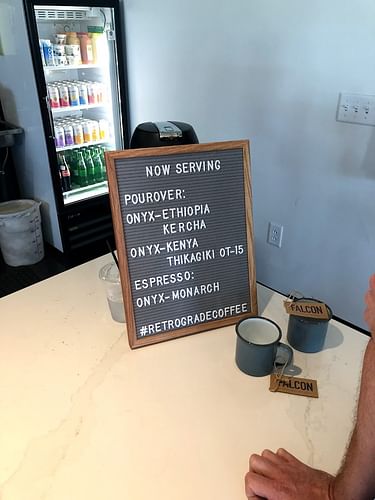 NOW SERVING
POUROVER:
ONYX-ETHIOPIA
KERCHA
ONYX-KENYA
THIKAGIKI OT-15
ESPRESSO:
ONYX-MONARCH
#RETROGRADECOFFEE
FALCON
FALCON